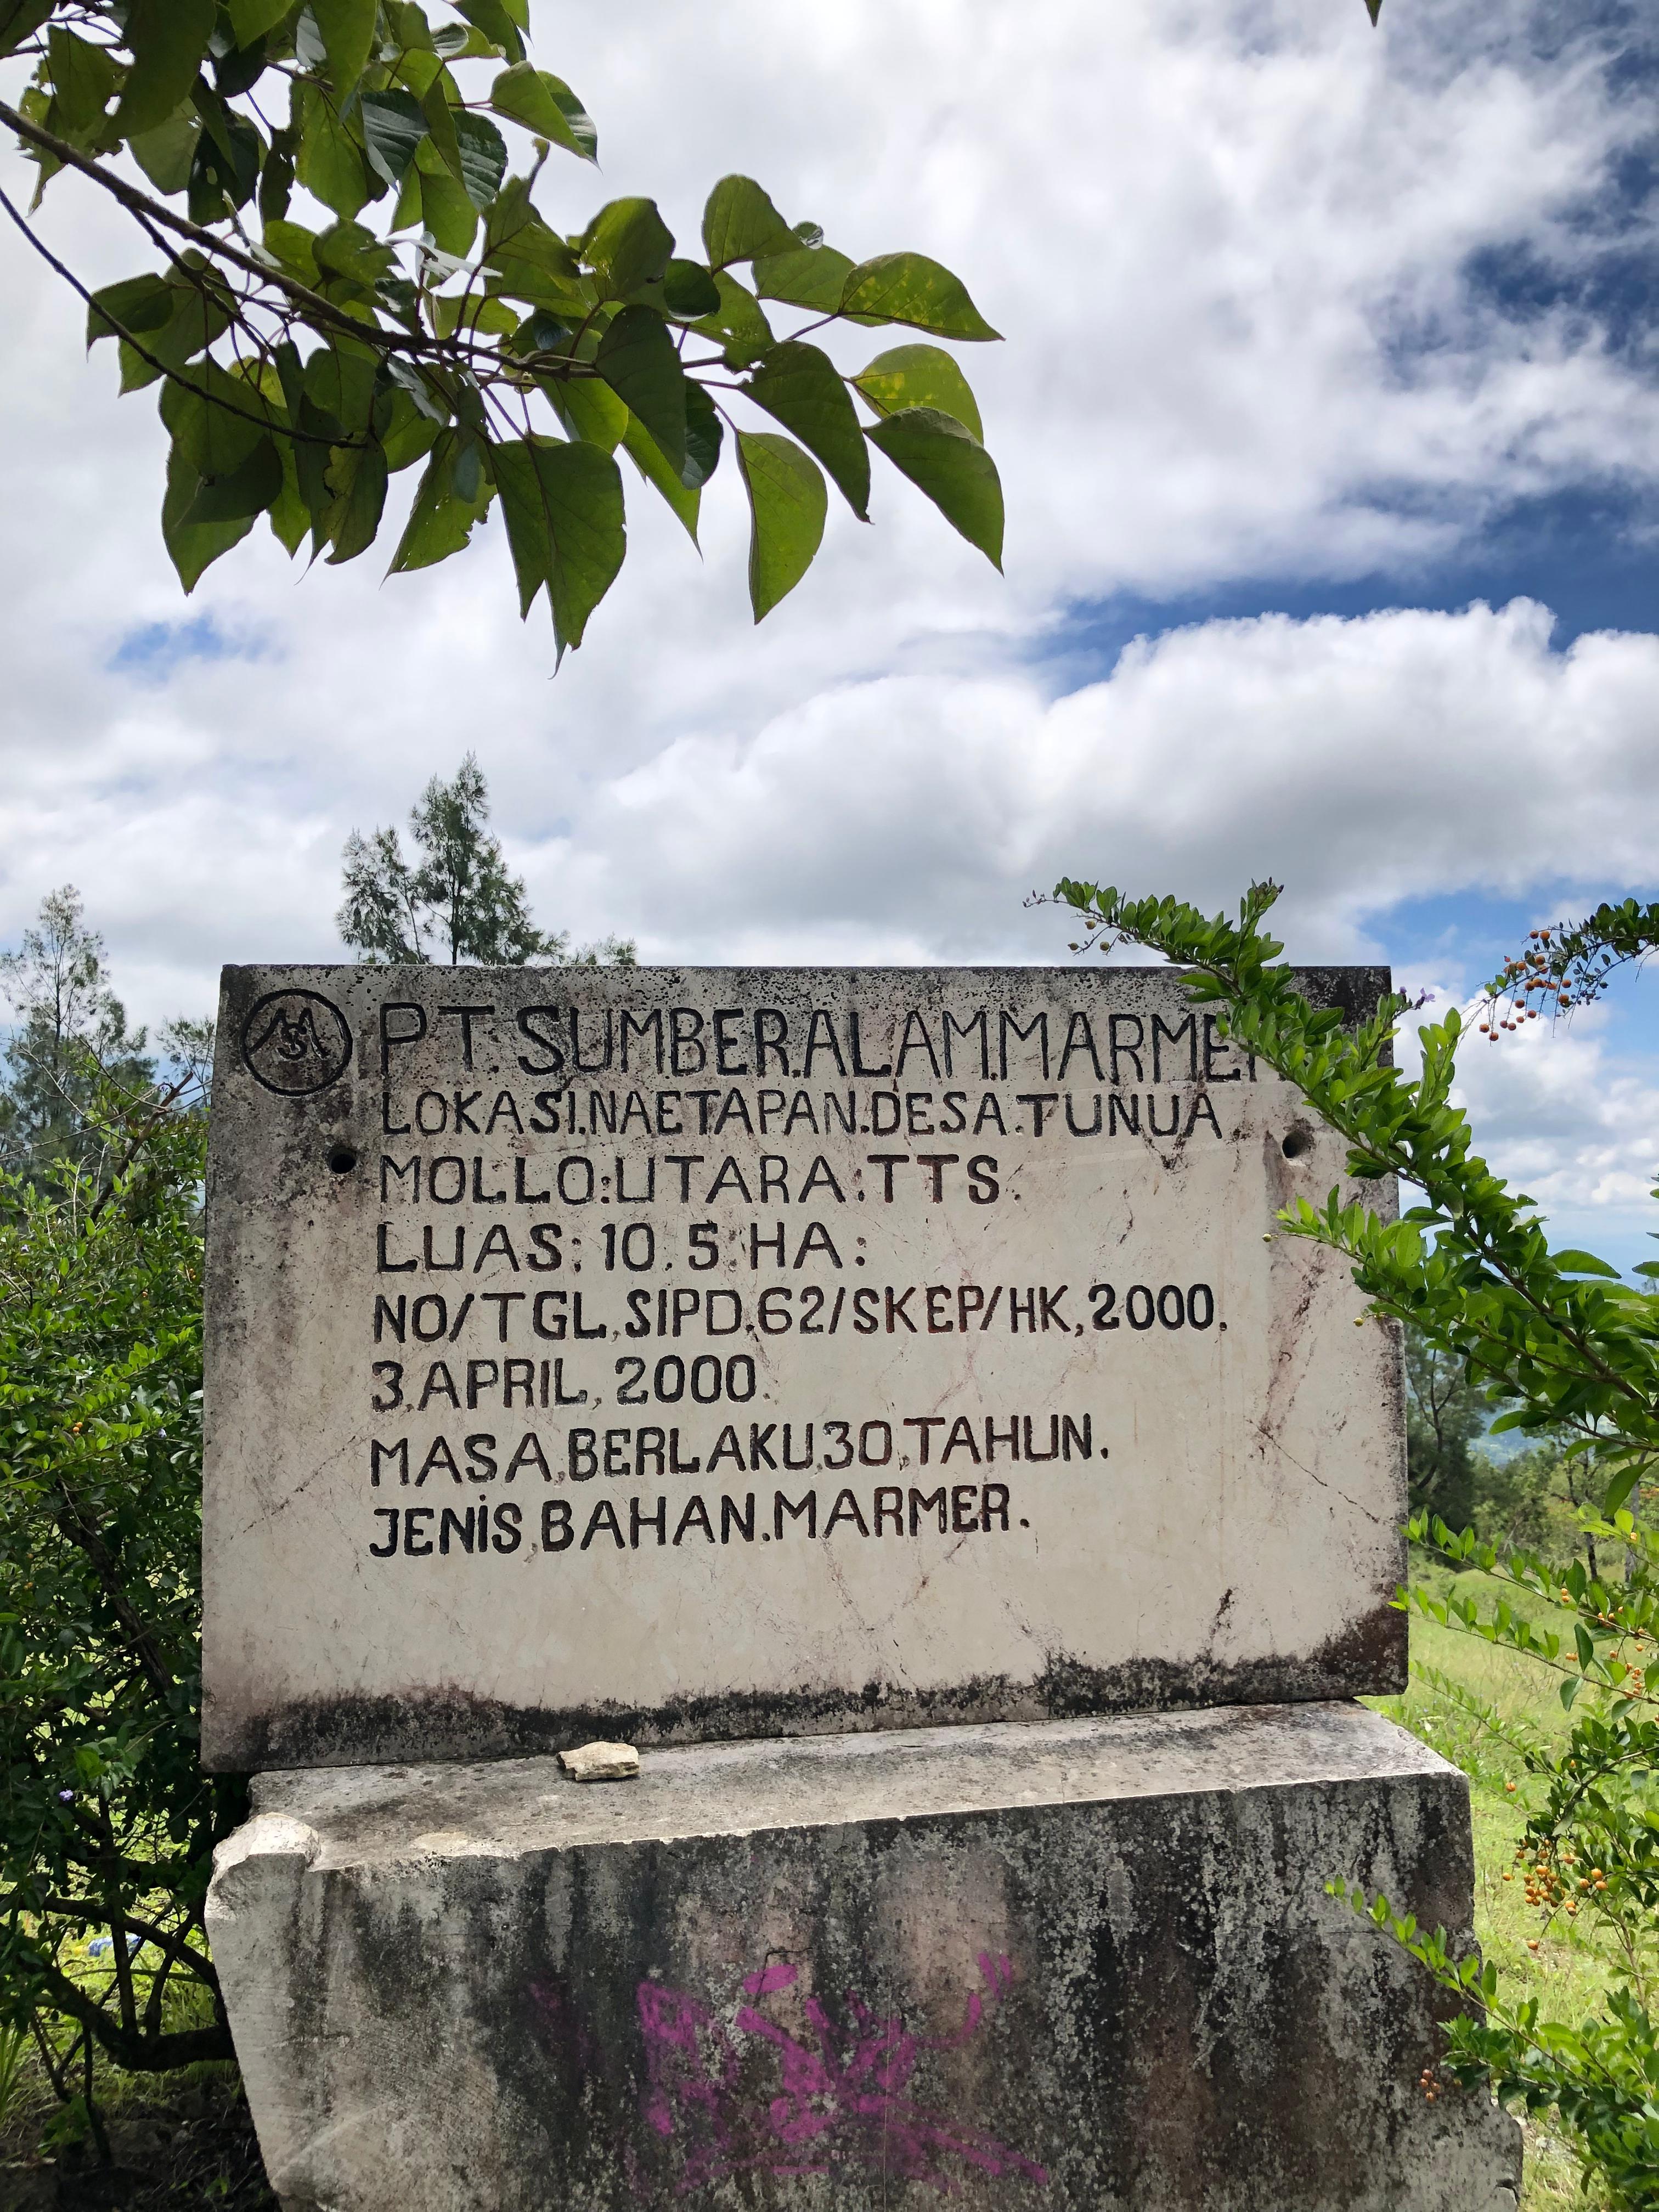 PT. SUMBER.ALAM.MARMER
LOKASI.NAETAPAN.DESA.TUNUA
MOLLO:UTARA:TTS.
LUAS: 10.5 HA:
NO/TGL,SIPD,62/SKEP/HK,2000.
3.APRIL, 2000.
MASA,BERLAKU,30,TAHUN.
JENIS,BAHAN.MARMER.